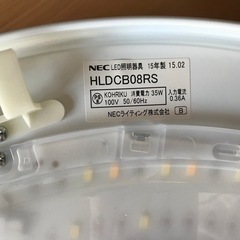 NEC LED照明器具 15年製 15.02
HLDCB08RS
KOHRIKU 消費電力 35W 入力電流
100V 50/60Hz 0.36A
NECライティング株式会社 B